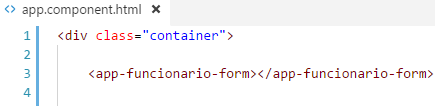 <> app.component.html ×
1 <div class="container">
2
3 <app-funcionario-form></app-funcionario-form>
4